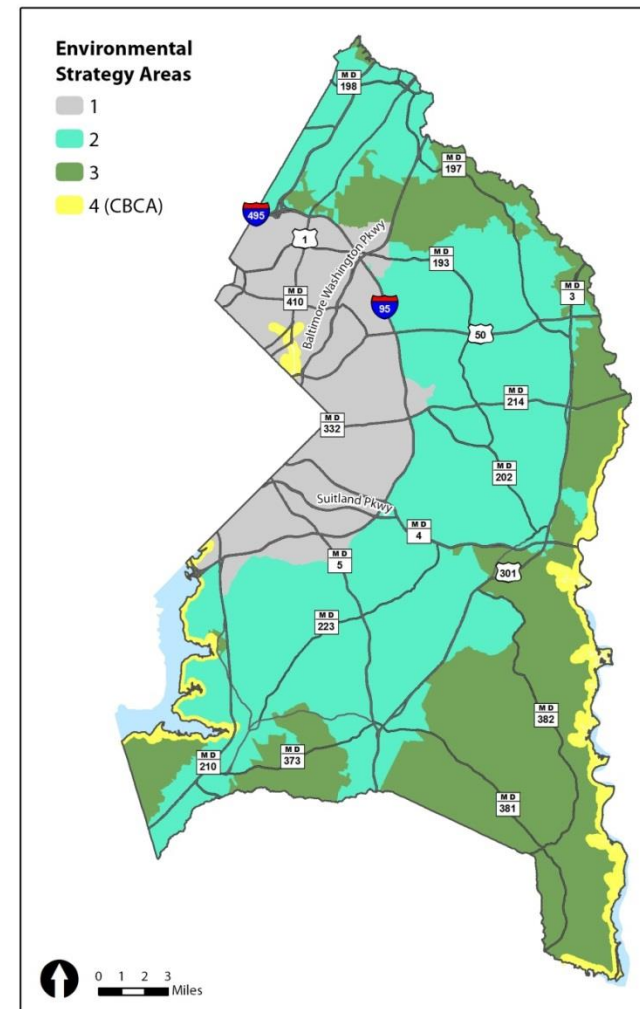 Environmental
Strategy Areas
1
2
3
4 (CBCA)
MD
198
MD
197
495
1
Baltimore Washington Pkwy
MD
193
MD
410
95
MD
3
50
MD
214
MD
332
MD
202
Suitland Pkwy
MD
4
MD
5
301
MD
223
MD
382
MD
210
MD
373
MD
381
0 1 2 3
Miles